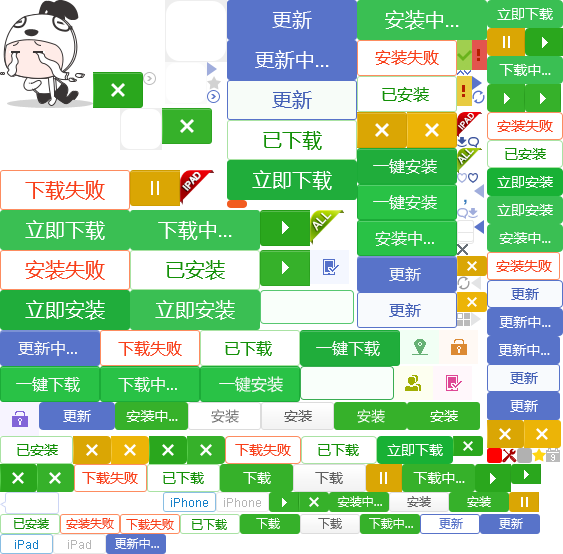 更新
安装中...
立即下载
更新中...
安装失败
下载中...
更新
已安装
已下载
安装失败
立即下载
一键安装
已安装
下载失败
IPAD
IPAD
ALL
立即安装
一键安装
立即下载
下载中...
ALL
立即安装
安装中...
安装中...
安装失败
已安装
更新
安装失败
立即安装
立即安装
更新
更新
更新中...
更新中...
下载失败
已下载
一键下载
更新中...
一键下载
下载中...
一键安装
更新
更新
更新
安装中...
安装
安装
安装
安装
已安装
下载失败
已下载
立即下载
9
下载失败
已下载
下载
下载
下载中...
iPhone
iPhone
安装中...
安装
安装
已安装
安装失败
下载失败
已下载
下载
下载
下载中...
更新
更新
iPad
iPad
更新中...